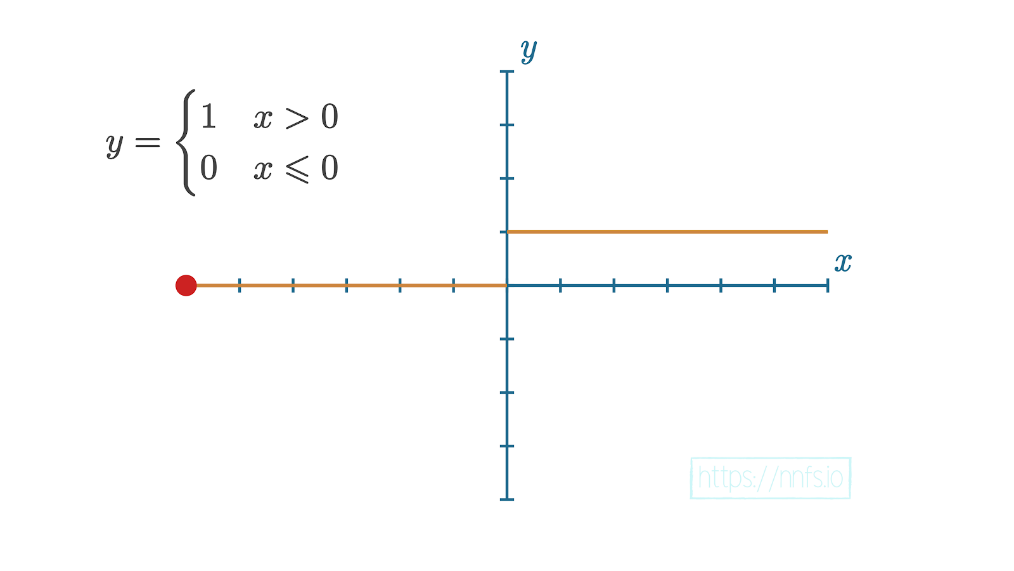 y
y = { 1 x > 0
0 x ⩽ 0
x
https://nnfs.io